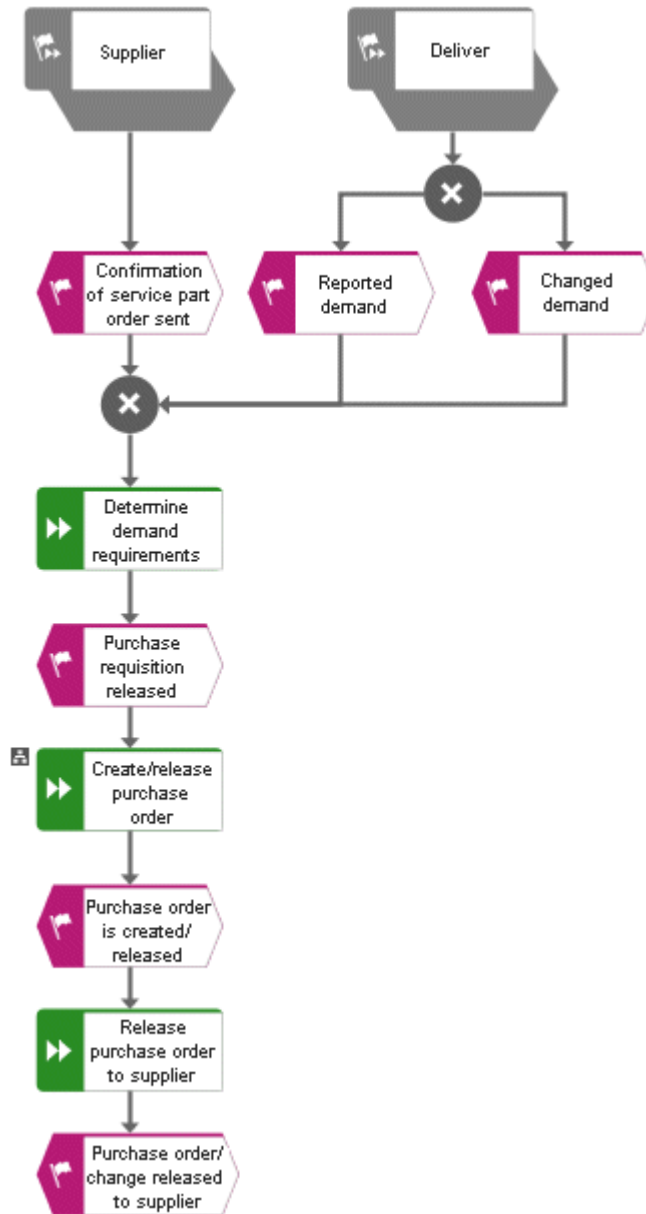 Supplier
Deliver
Confirmation
of service part
order sent
Reported
demand
Changed
demand
Determine
demand
requirements
Purchase
requisition
released
Create/release
purchase
order
Purchase order
is created/
released
Release
purchase order
to supplier
Purchase order/
change released
to supplier